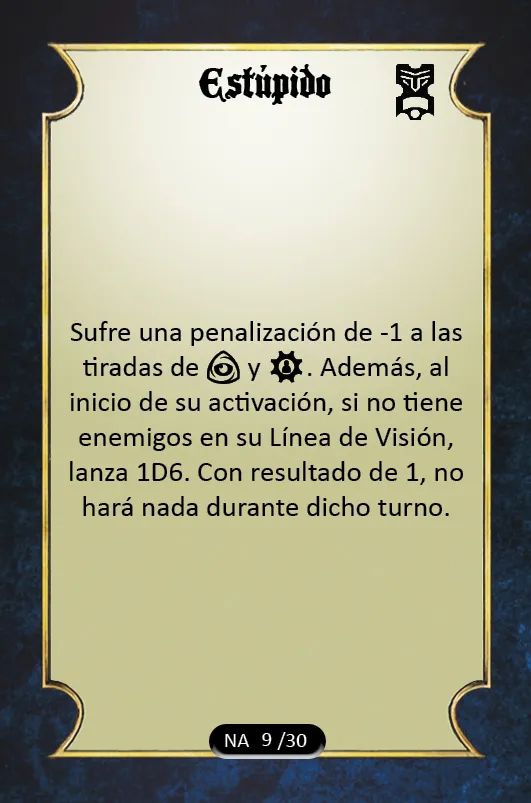 Estúpido
Sufre una penalización de -1 a las
tiradas de y . Además, al
inicio de su activación, si no tiene
enemigos en su Línea de Visión,
lanza 1D6. Con resultado de 1, no
hará nada durante dicho turno.
NA 9 /30